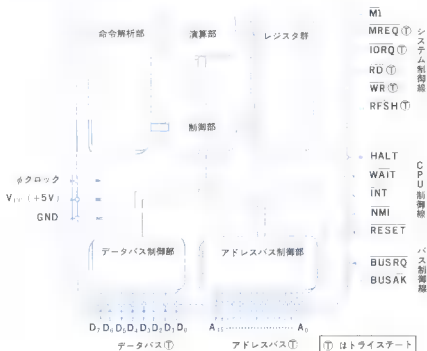 命令解析部
演算部
レジスタ群
制御部
φクロック
(+5V)
GND
データバス制御部
アドレスバス制御部
D₇ D₆ D₅ D₄ D₃ D₂ D₁ D₀
データバスⓉ
A₁₅ A₀
アドレスバスⓉ
M1
MREQ Ⓣ
IORQ Ⓣ
RD Ⓣ
WR Ⓣ
RFSH Ⓣ
システム制御線
HALT
WAIT
INT
NMI
RESET
CPU制御線
BUSRQ
BUSAK
バス制御線
Ⓣ はトライステート